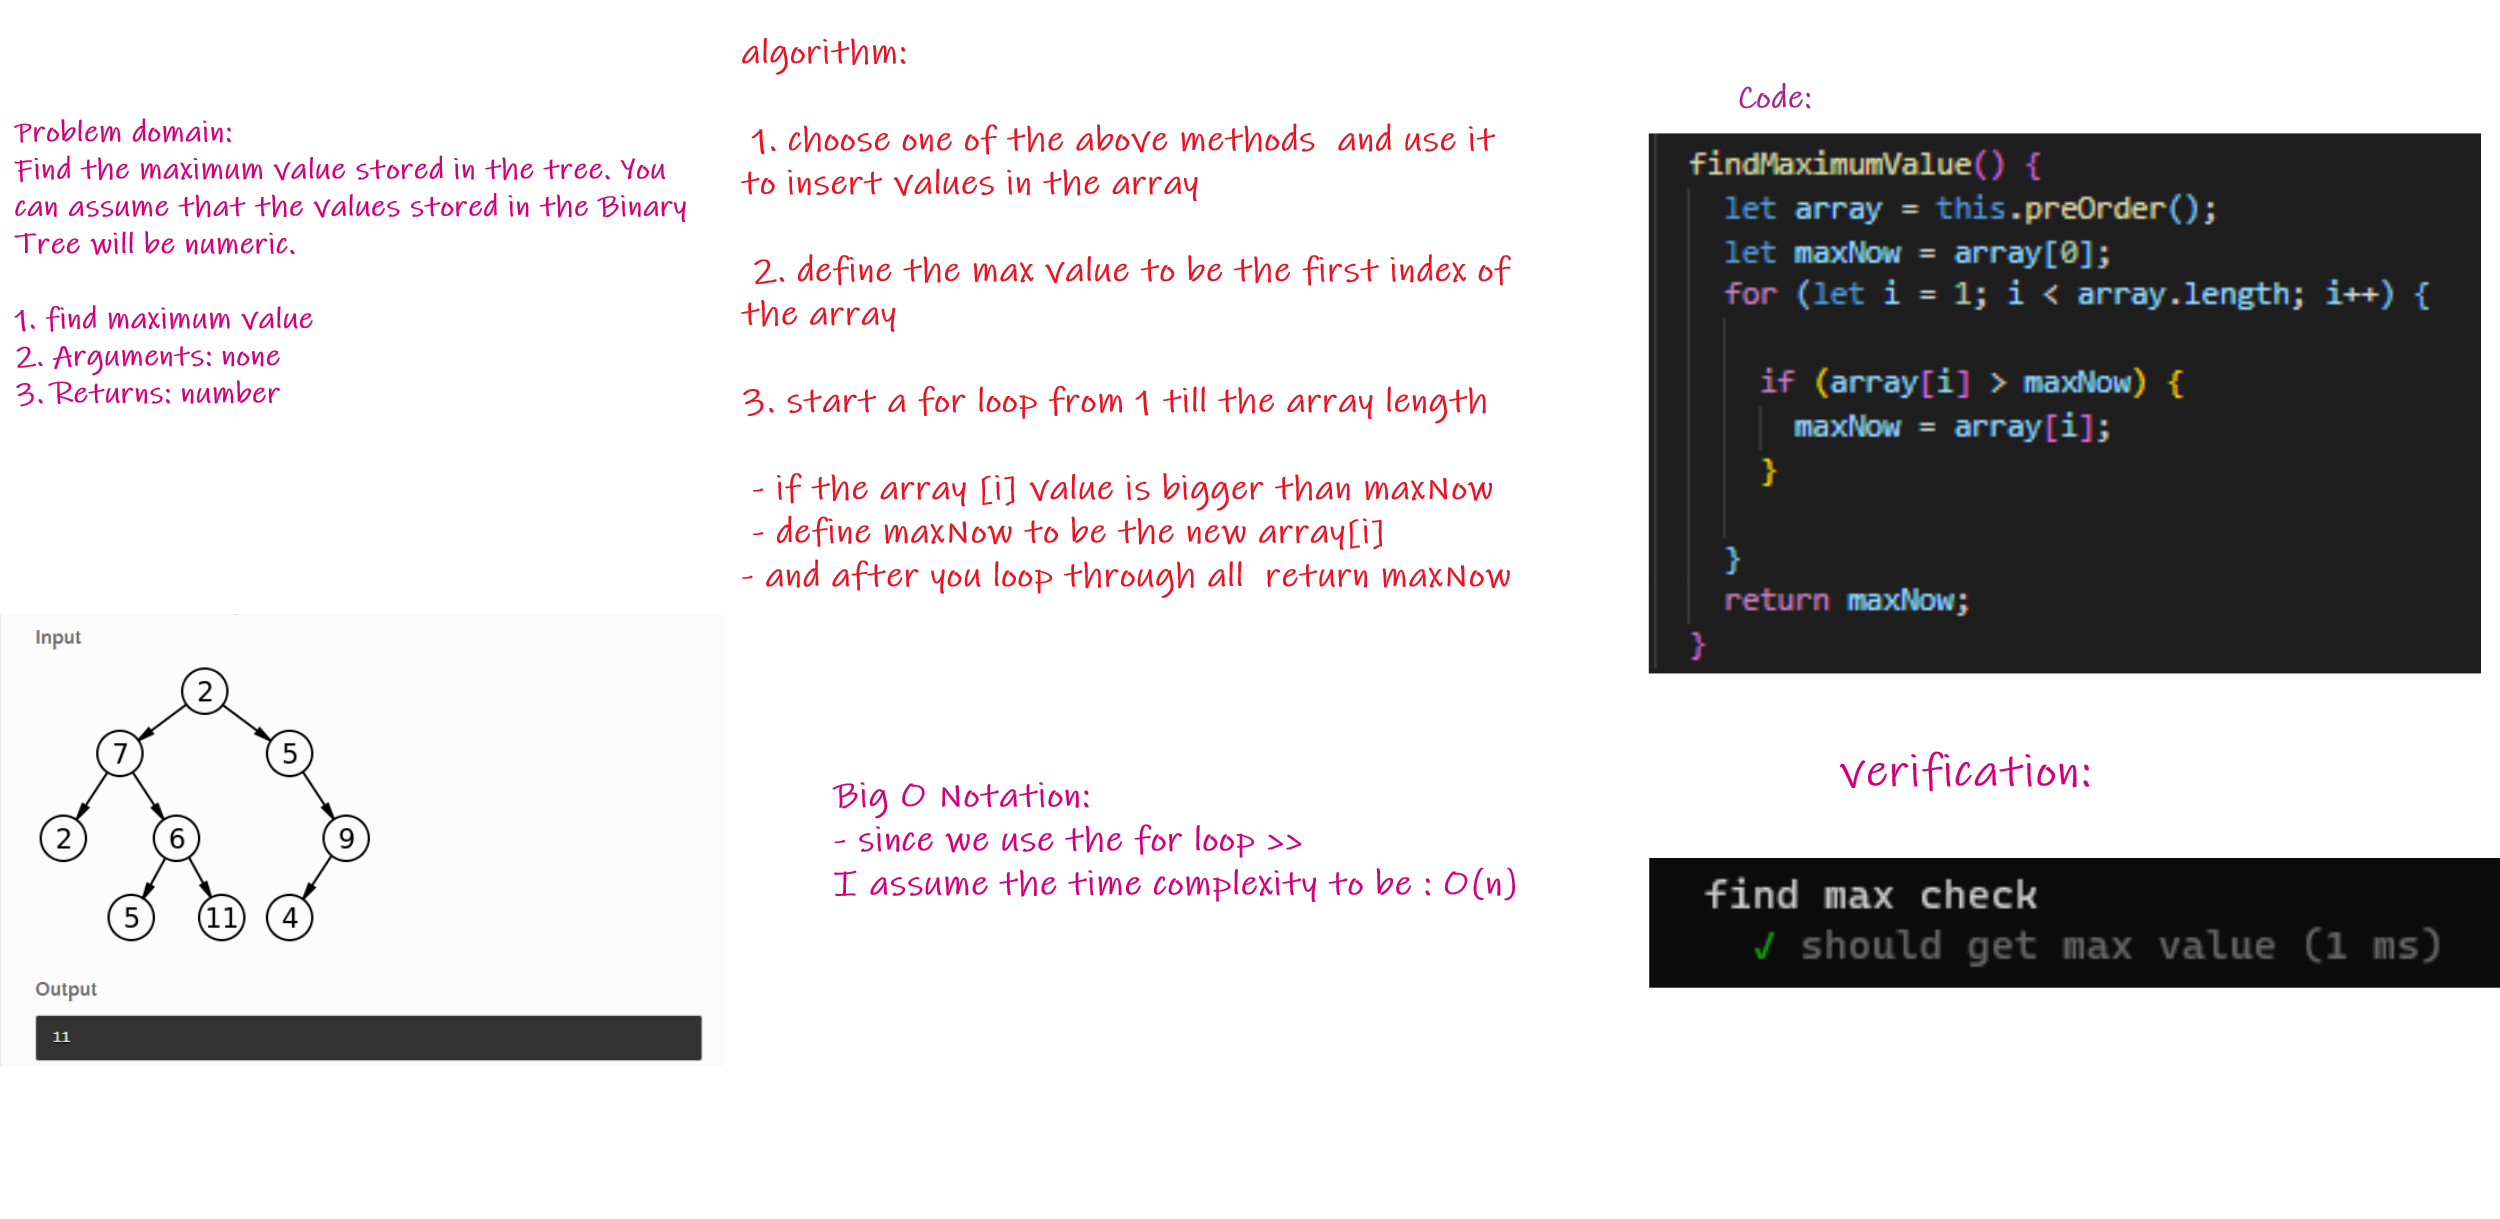 Problem domain:
Find the maximum value stored in the tree. You
can assume that the values stored in the Binary
Tree will be numeric.
1. find maximum value
2. Arguments: none
3. Returns: number
Input
2
7 5
2 6 9
5 11 4
Output
11
algorithm:
1. choose one of the above methods and use it
to insert values in the array
2. define the max value to be the first index of
the array
3. start a for loop from 1 till the array length
- if the array [i] value is bigger than maxNow
- define maxNow to be the new array[i]
- and after you loop through all return maxNow
Big O Notation:
- since we use the for loop >>
I assume the time complexity to be : O(n)
Code:
findMaximumValue() {
let array = this.preOrder();
let maxNow = array[0];
for (let i = 1; i < array.length; i++) {
if (array[i] > maxNow) {
maxNow = array[i];
}
}
return maxNow;
}
verification:
find max check
√ should get max value (1 ms)